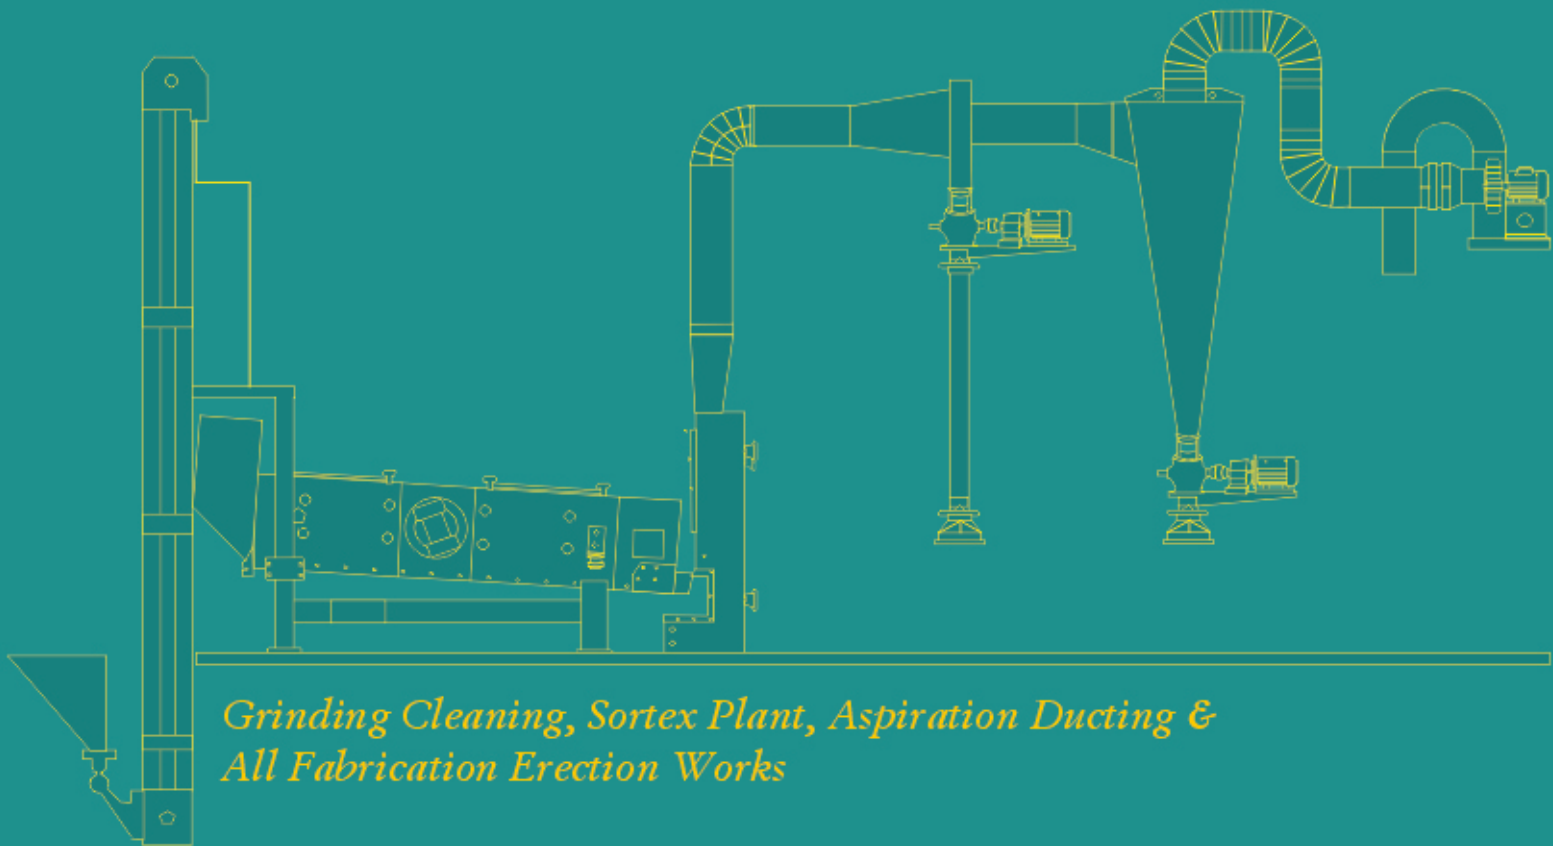 Grinding Cleaning, Sortex Plant, Aspiration Ducting &
All Fabrication Erection Works